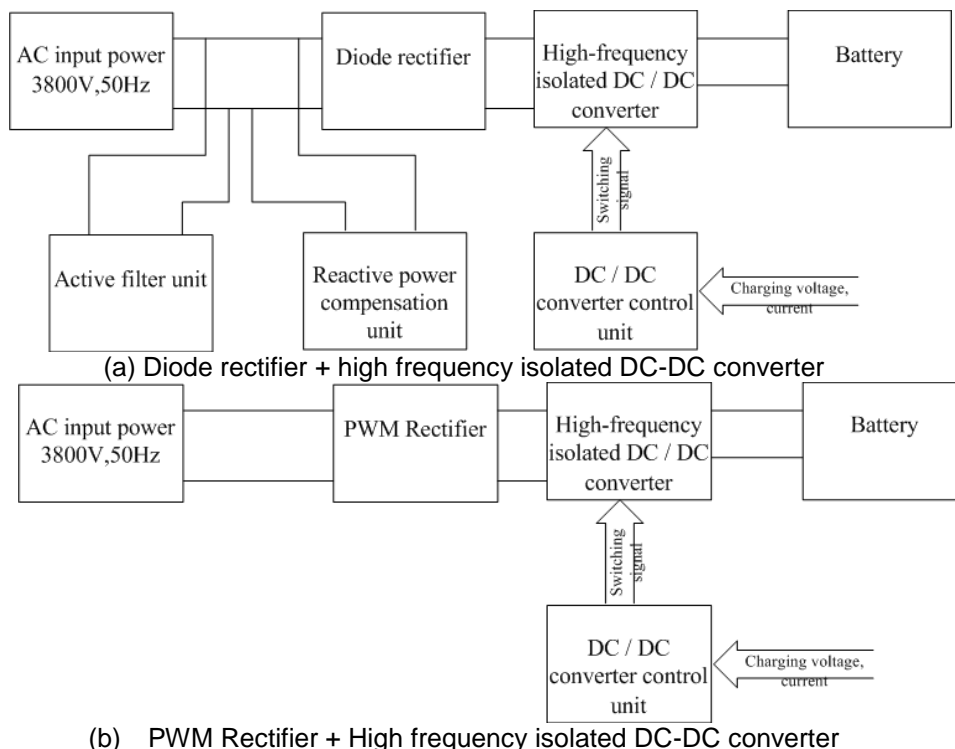 AC input power
3800V,50Hz
Diode rectifier
High-frequency
isolated DC / DC
converter
Battery
Switching
signal
Active filter unit
Reactive power
compensation
unit
DC / DC
converter control
unit
Charging voltage,
current
(a) Diode rectifier + high frequency isolated DC-DC converter
AC input power
3800V,50Hz
PWM Rectifier
High-frequency
isolated DC / DC
converter
Battery
Switching
signal
DC / DC
converter control
unit
Charging voltage,
current
(b) PWM Rectifier + High frequency isolated DC-DC converter